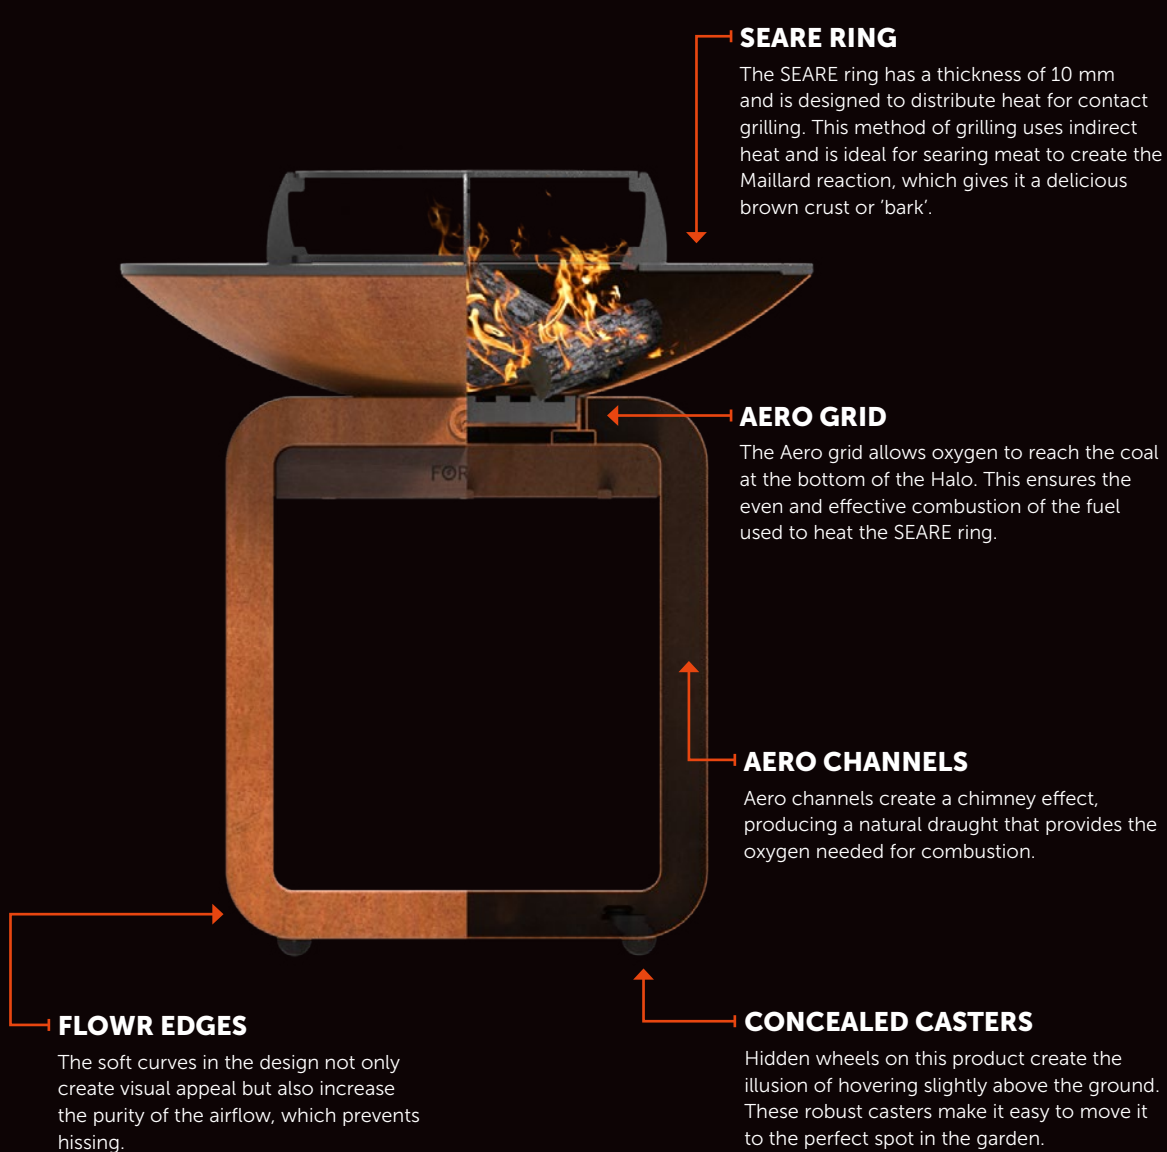 SEARE RING
The SEARE ring has a thickness of 10 mm
and is designed to distribute heat for contact
grilling. This method of grilling uses indirect
heat and is ideal for searing meat to create the
Maillard reaction, which gives it a delicious
brown crust or ’bark’.
FOR
AERO GRID
The Aero grid allows oxygen to reach the coal
at the bottom of the Halo. This ensures the
even and effective combustion of the fuel
used to heat the SEARE ring.
AERO CHANNELS
Aero channels create a chimney effect,
producing a natural draught that provides the
oxygen needed for combustion.
FLOWR EDGES
The soft curves in the design not only
create visual appeal but also increase
the purity of the airflow, which prevents
hissing.
CONCEALED CASTERS
Hidden wheels on this product create the
illusion of hovering slightly above the ground.
These robust casters make it easy to move it
to the perfect spot in the garden.